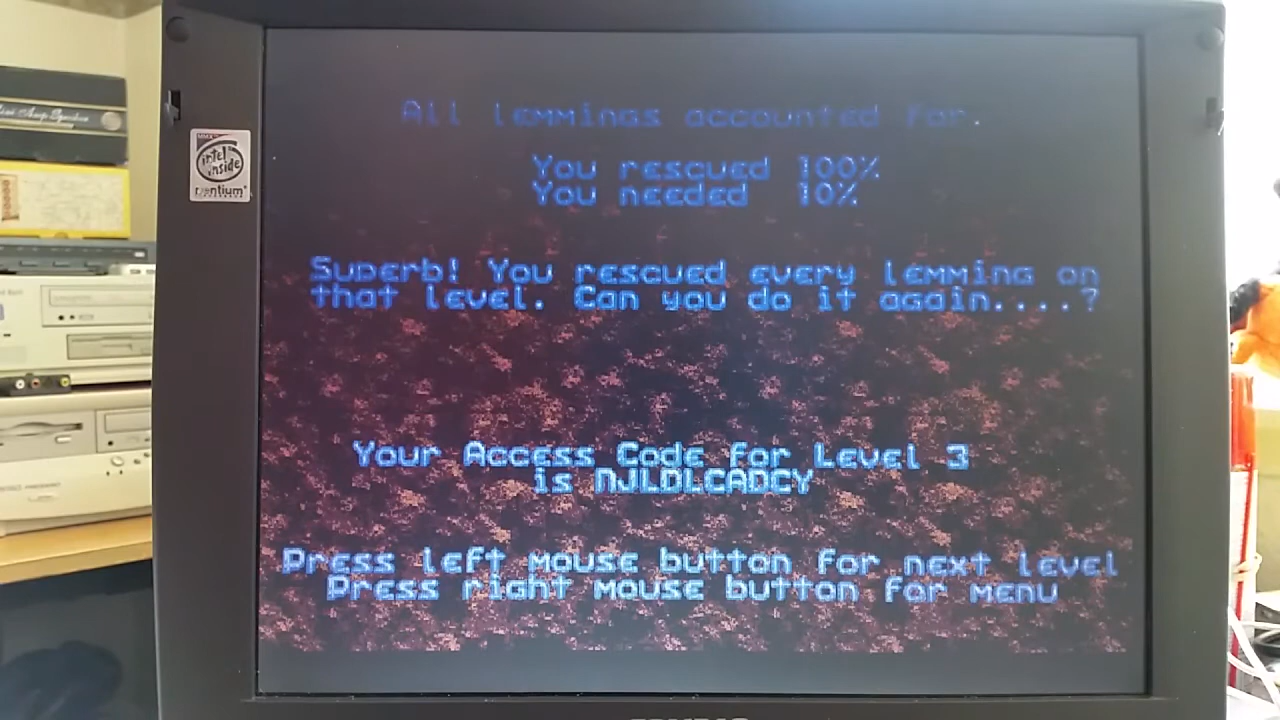 All lemmings accounted for.
You rescued 100%
You needed 10%
Superb! You rescued every lemming on
that level. Can you do it again....?
Your Access Code for Level 3
is NJLDLCADCY
Press left mouse button for next level
Press right mouse button for menu
MMX
intel
inside
pentium